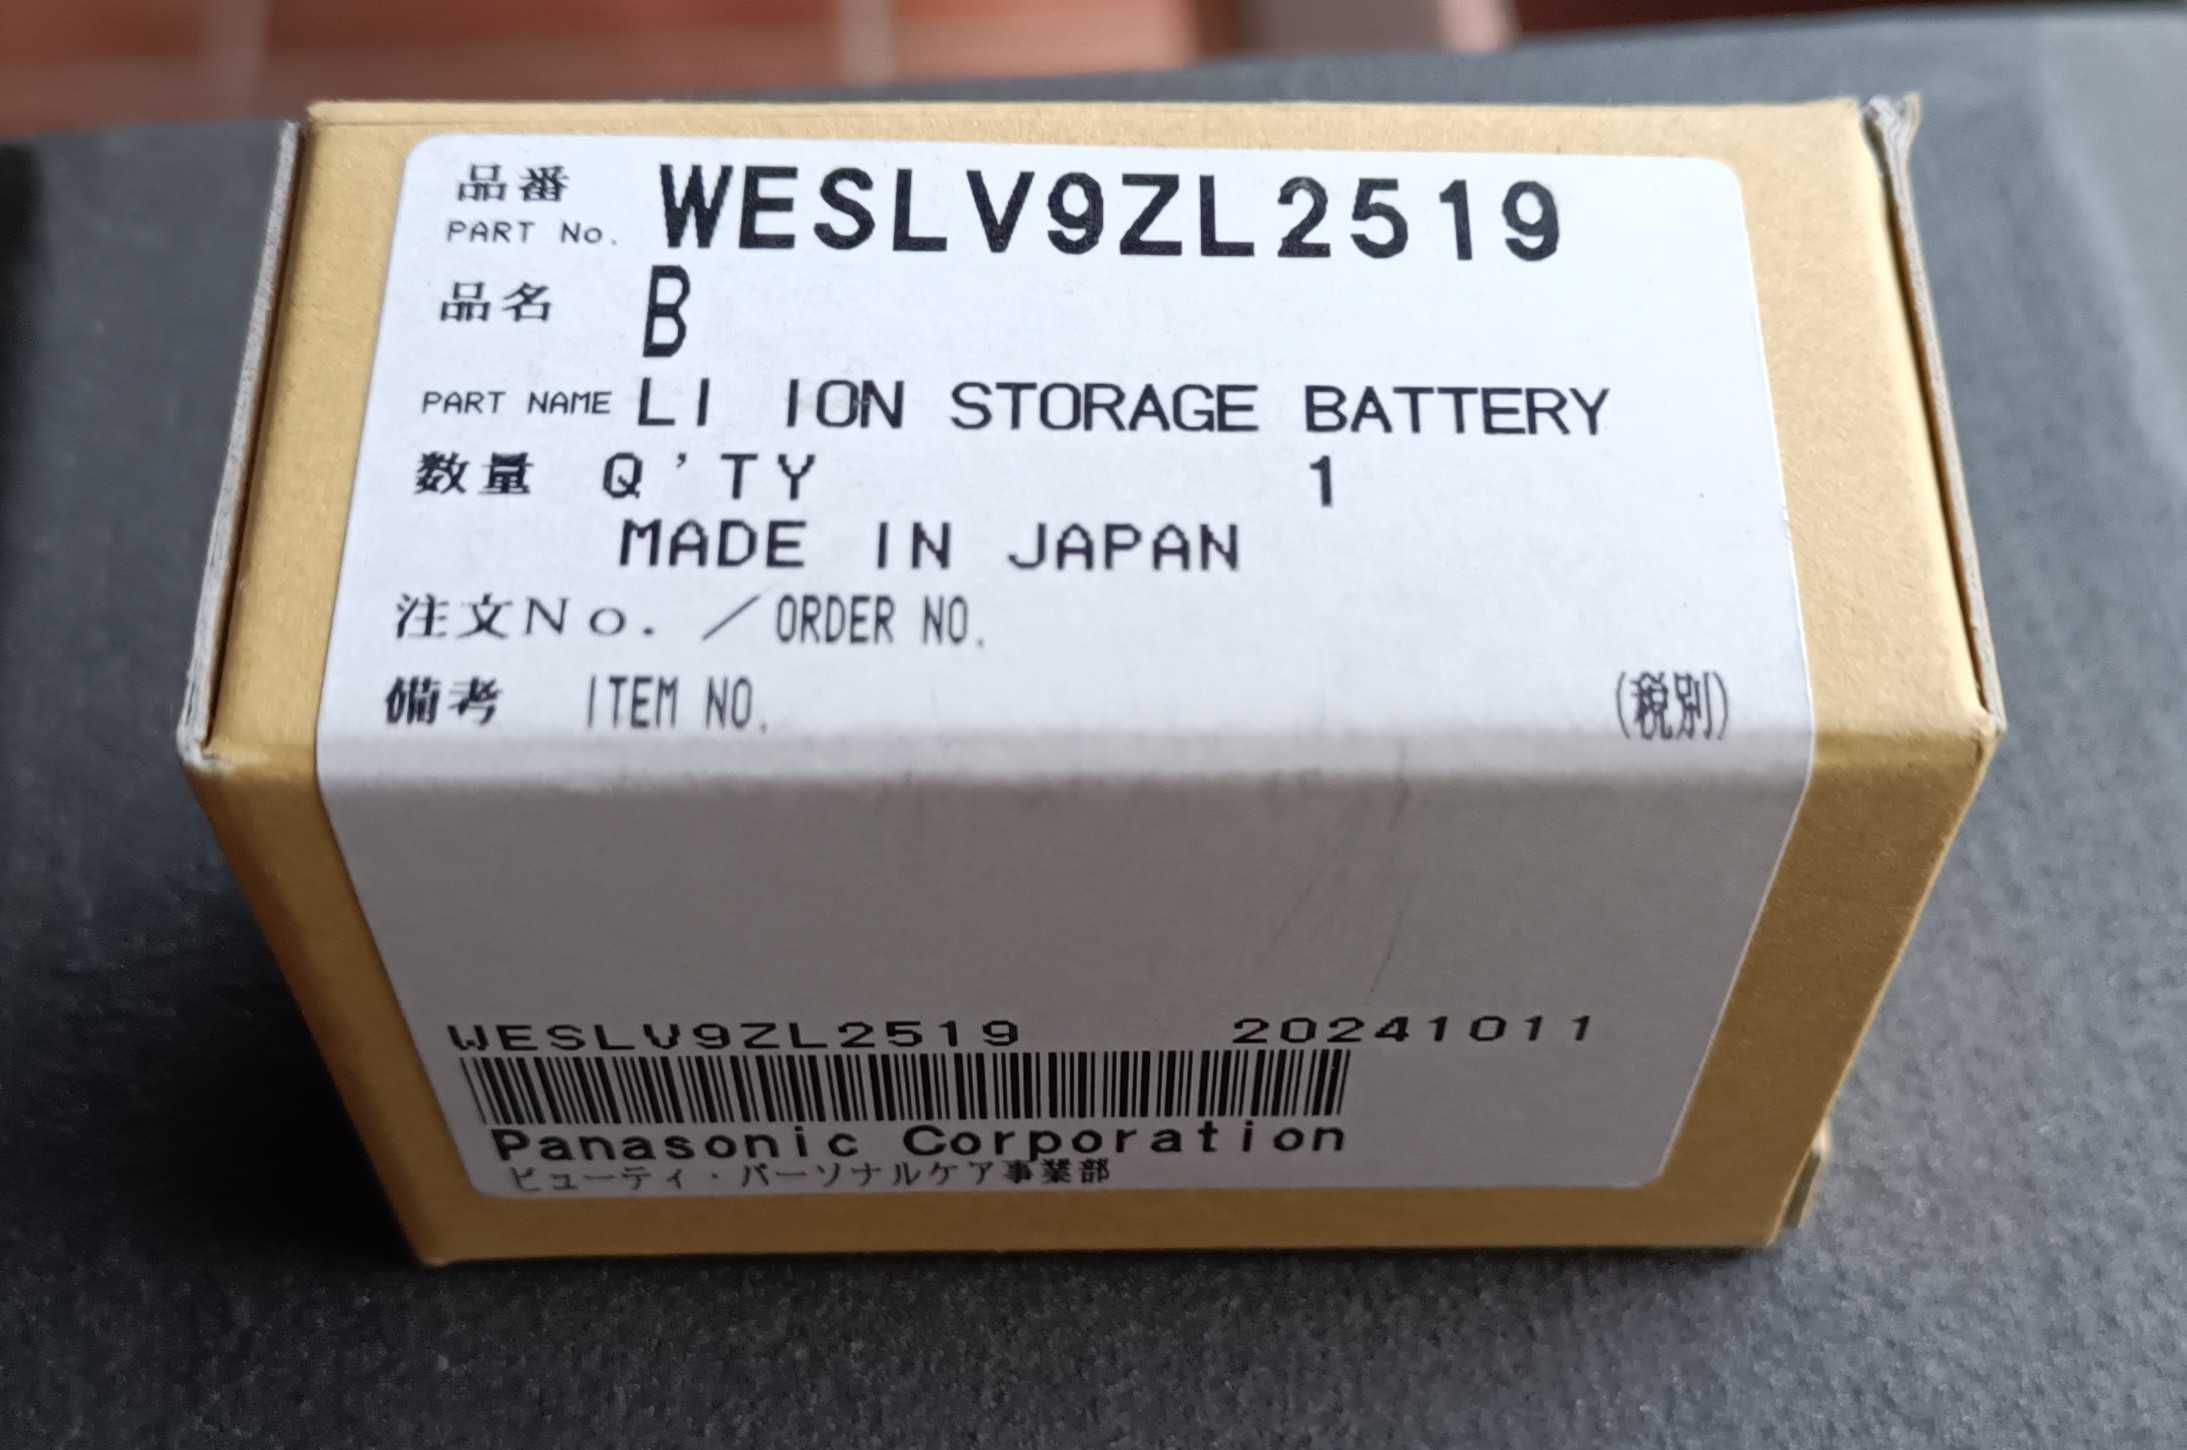 品番
PART No. WESLV9ZL2519
品名 B
PART NAME LI ION STORAGE BATTERY
数量 Q'TY 1
MADE IN JAPAN
注文No. ／ORDER NO.
備考 ITEM NO. (税別)
WESLV9ZL2519 20241011
Panasonic Corporation
ビューティ・パーソナルケア事業部